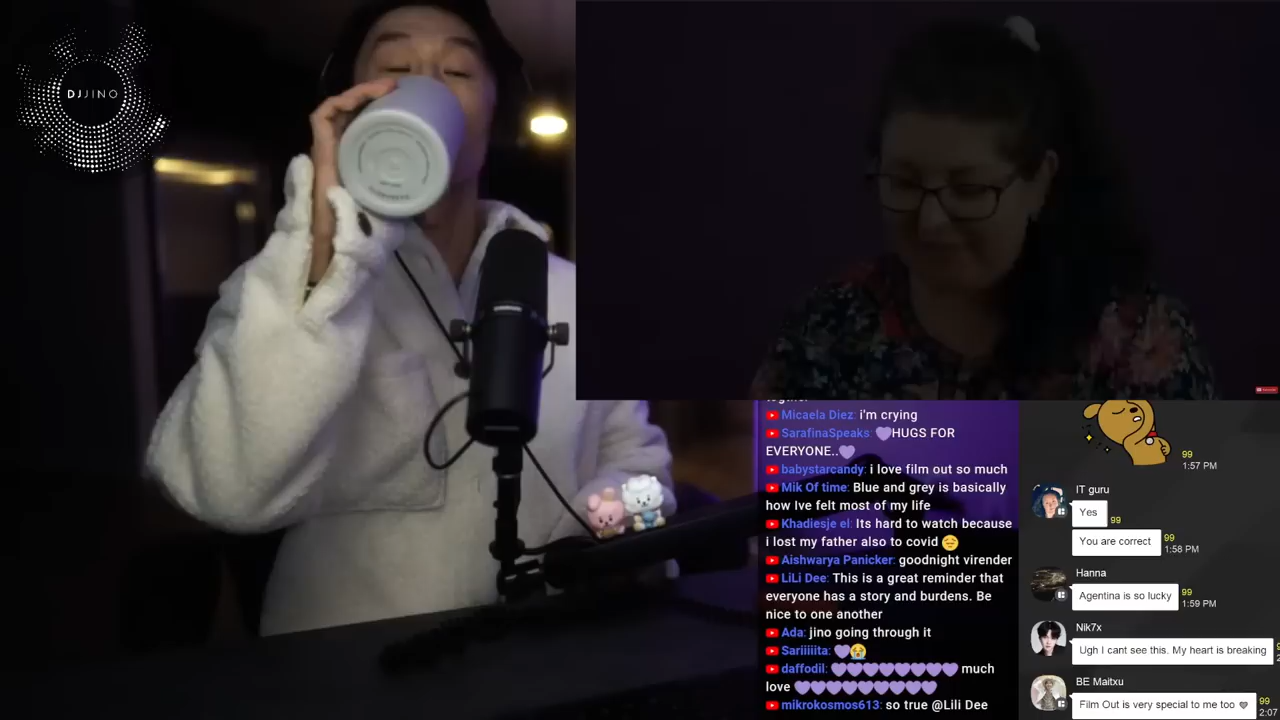 DJJINO
Micaela Diez: i'm crying
SarafinaSpeaks: 💜HUGS FOR
EVERYONE..💜
babystarcandy: i love film out so much
Mik Of time: Blue and grey is basically
how Ive felt most of my life
Khadiesje el: Its hard to watch because
i lost my father also to covid 😔
Aishwarya Panicker: goodnight virender
LiLi Dee: This is a great reminder that
everyone has a story and burdens. Be
nice to one another
Ada: jino going through it
Sariiiiita: 💜😭
daffodil: 💜💜💜💜💜💜💜💜💜 much
love 💜💜💜💜💜💜💜💜💜
mikrokosmos613: so true @Lili Dee
99
1:57 PM
IT guru
Yes
99
You are correct
99
1:58 PM
Hanna
Agentina is so lucky
99
1:59 PM
Nik7x
Ugh I cant see this. My heart is breaking
BE Maitxu
Film Out is very special to me too 💜
99
2:07